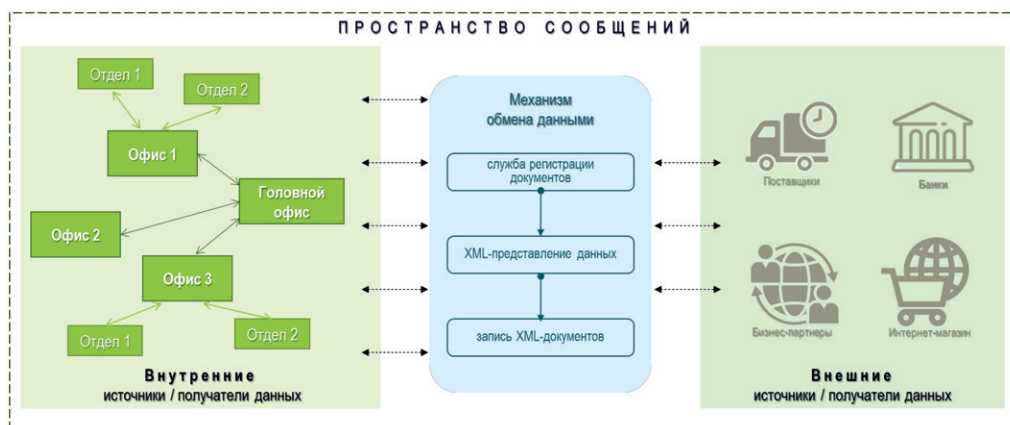 ПРОСТРАНСТВО СООБЩЕНИЙ
Отдел 1
Отдел 2
Офис 1
Головной
офис
Офис 2
Офис 3
Отдел 1
Отдел 2
Внутренние
источники / получатели данных
Механизм
обмена данными
служба регистрации
документов
XML-представление данных
запись XML-документов
Поставщики
Банки
Бизнес-партнеры
Интернет-магазин
Внешние
источники / получатели данных